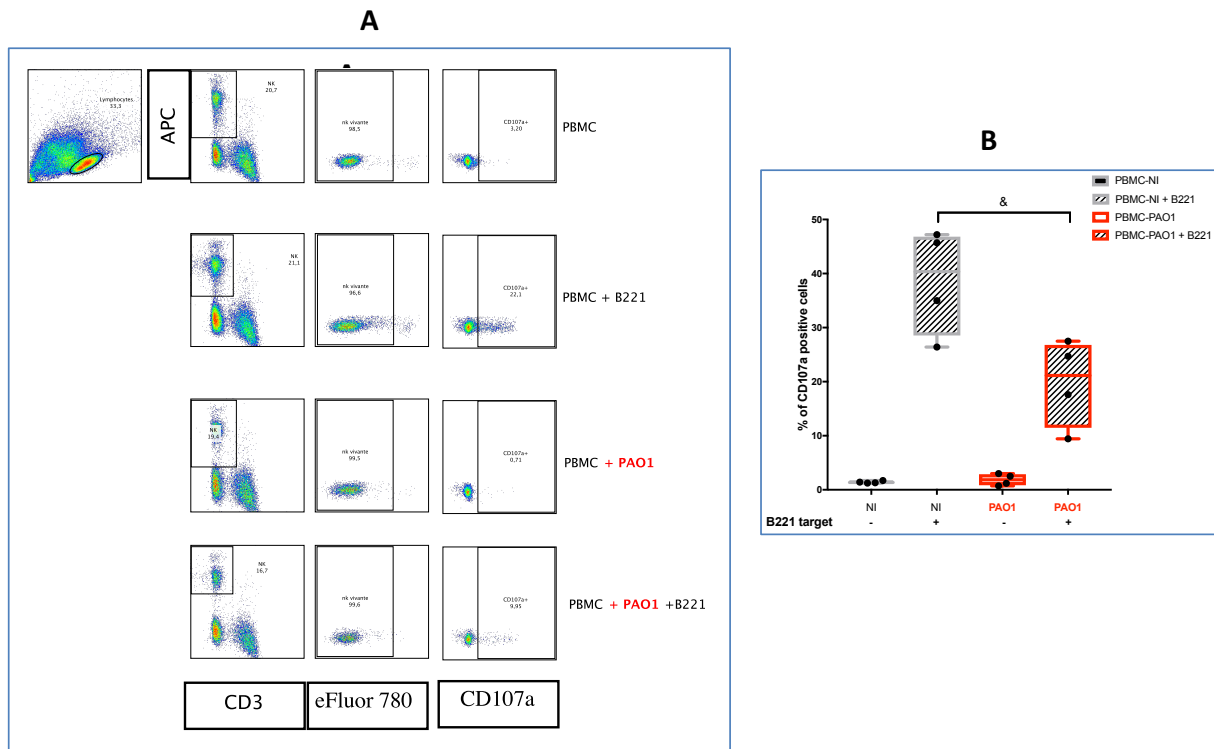 A
Lymphocytes
33,3
APC
NK
20,7
nk vivante
98,5
CD107a+
3,20
PBMC
NK
21,1
nk vivante
96,6
CD107a+
22,1
PBMC + B221
NK
19,4
nk vivante
99,5
CD107a+
0,71
PBMC + PAO1
NK
16,7
nk vivante
99,6
CD107a+
9,95
PBMC + PAO1 +B221
CD3
eFluor 780
CD107a
B
PBMC-NI
PBMC-NI + B221
PBMC-PAO1
PBMC-PAO1 + B221
&
% of CD107a positive cells
50
40
30
20
10
0
NI NI PAO1 PAO1
B221 target - + - +